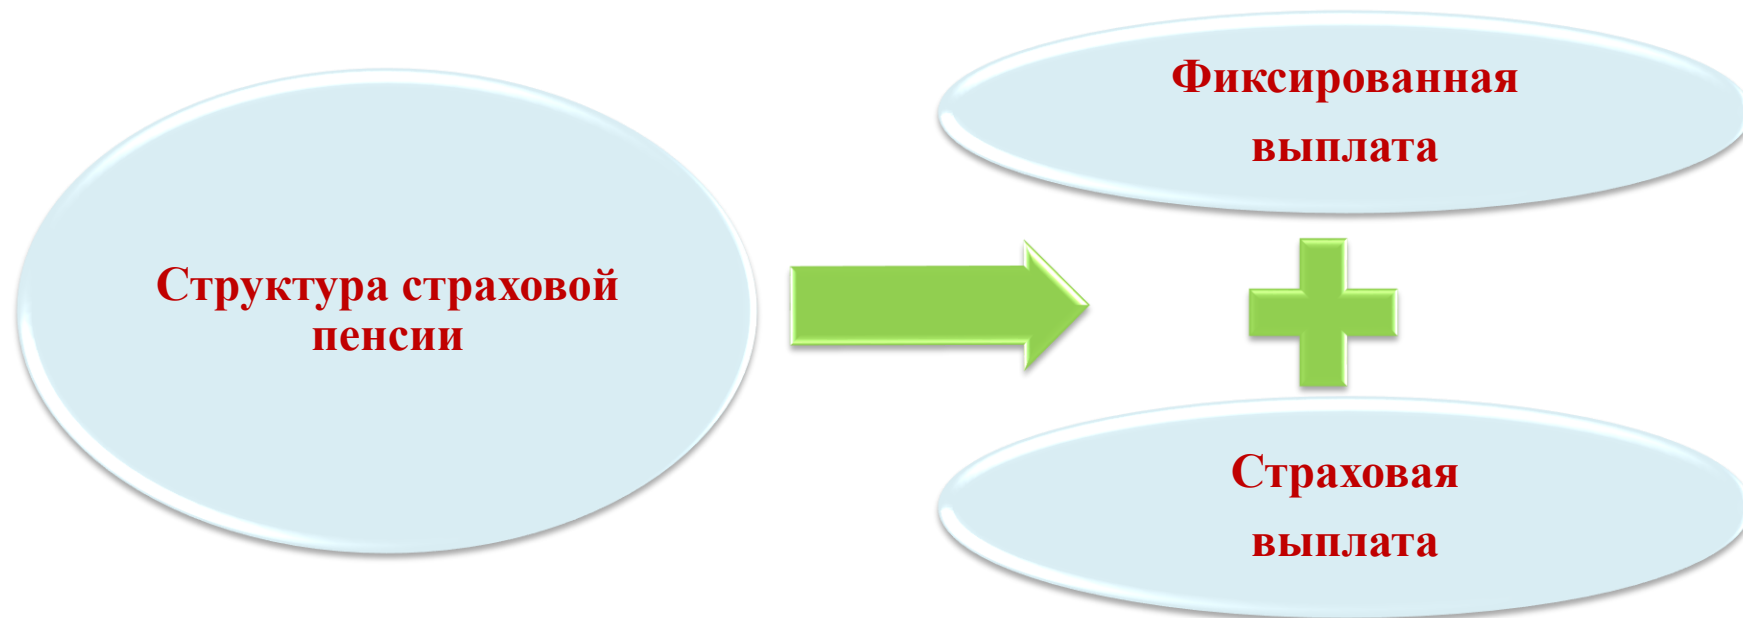 Структура страховой
пенсии
Фиксированная
выплата
Страховая
выплата